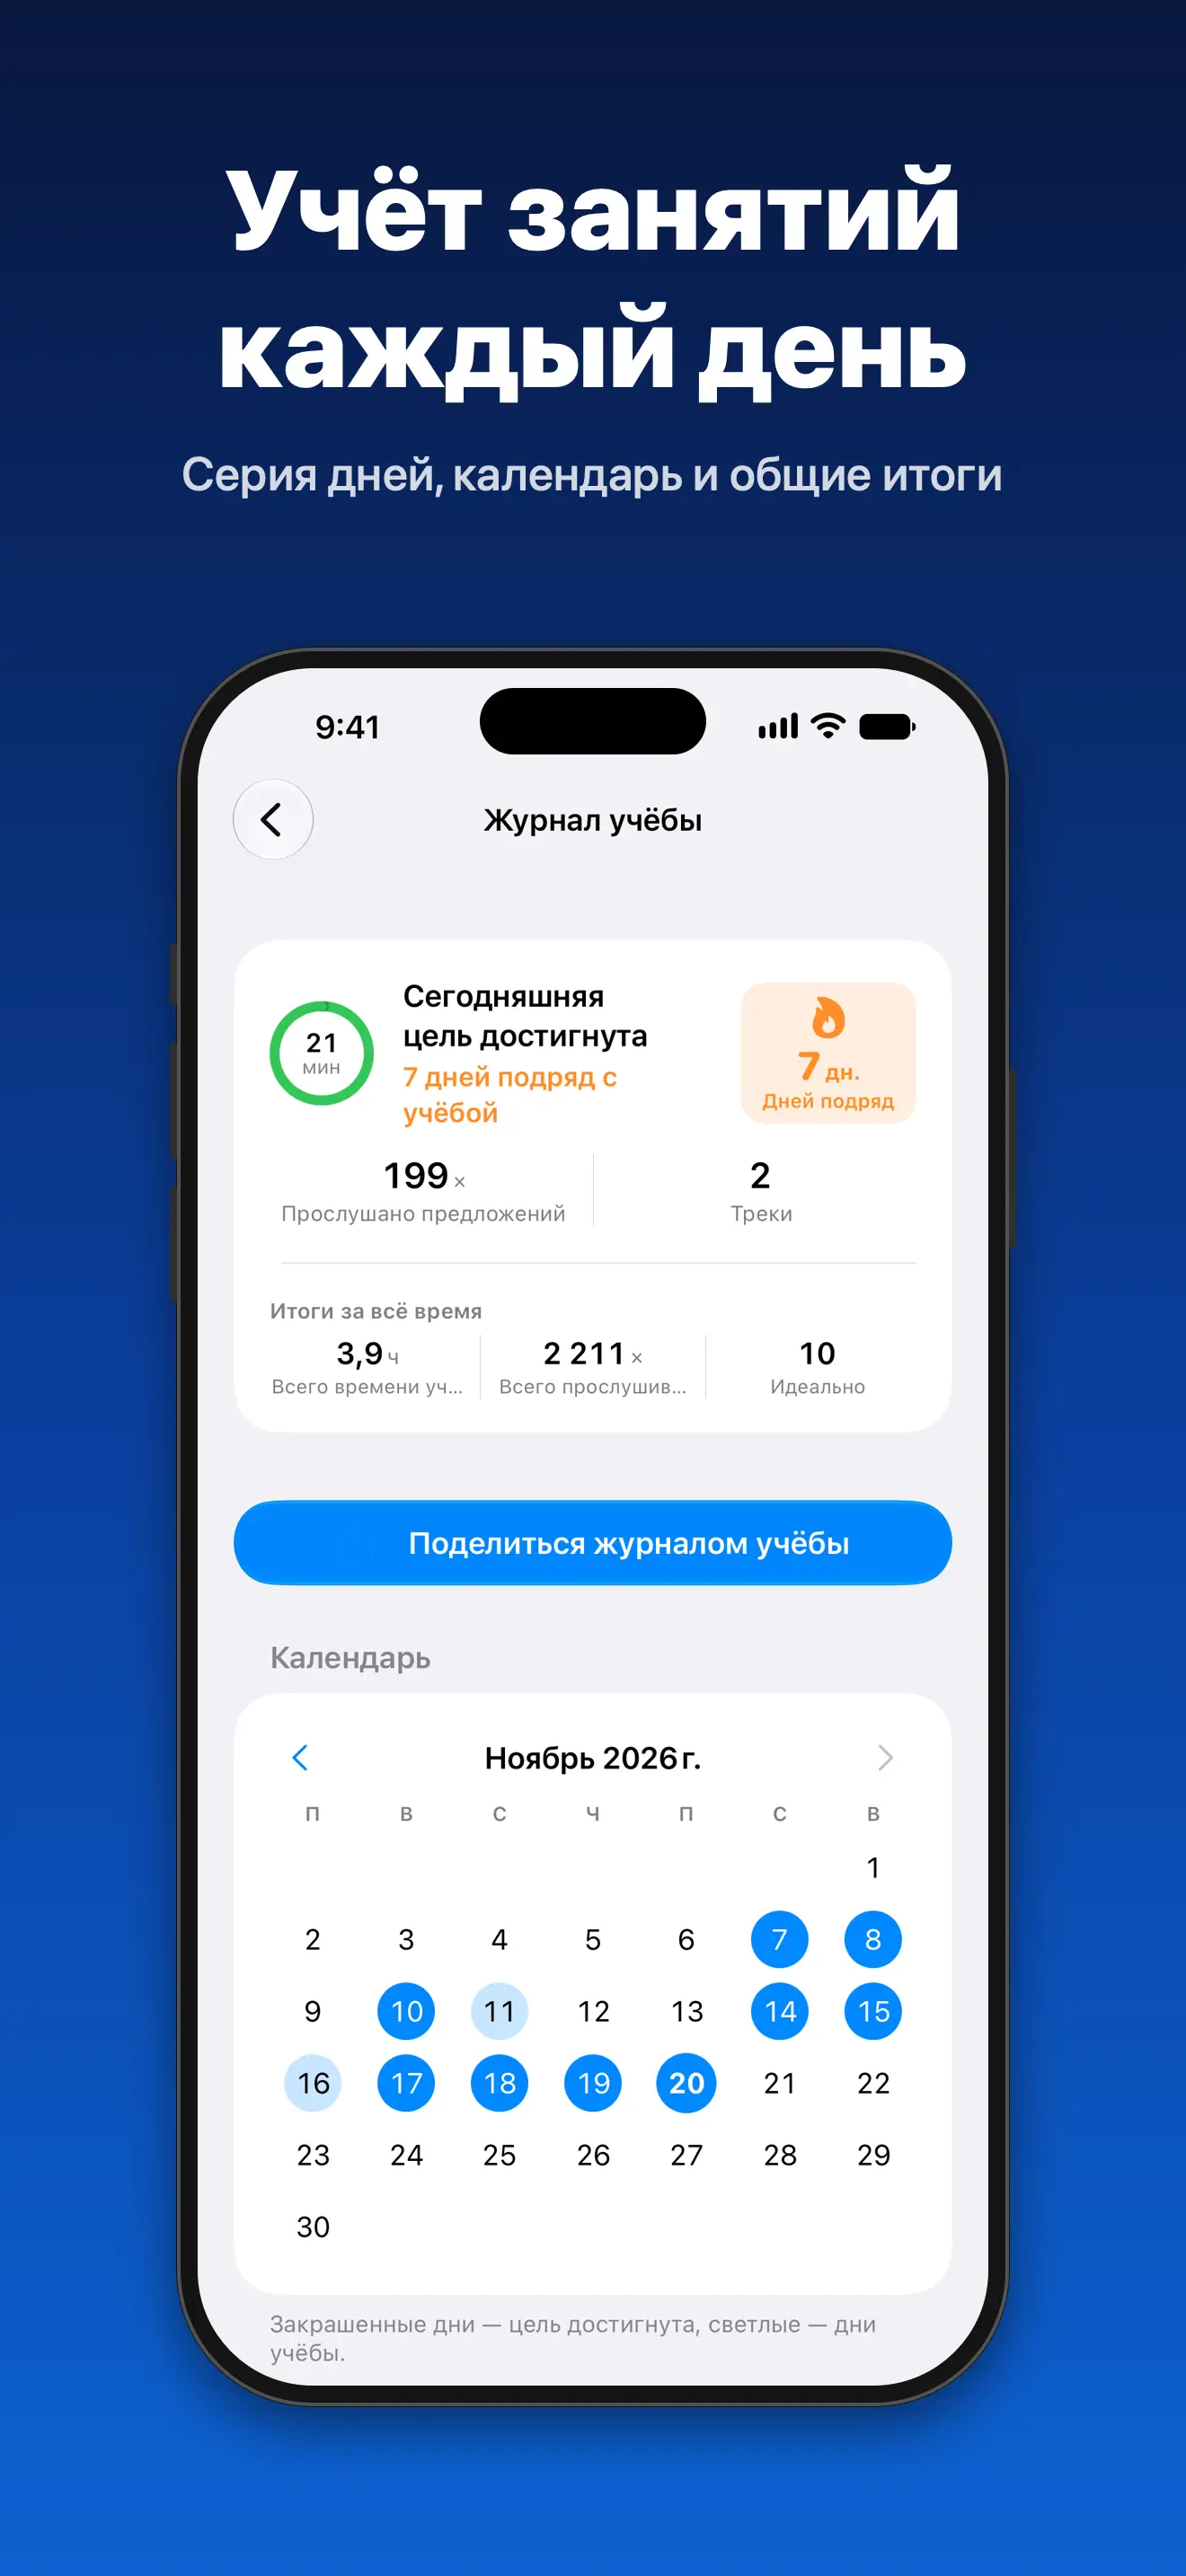 Учёт занятий
каждый день
Серия дней, календарь и общие итоги
9:41
Журнал учёбы
21
мин
Сегодняшняя
цель достигнута
7 дней подряд с
учёбой
7 дн.
Дней подряд
199 ×
Прослушано предложений
2
Треки
Итоги за всё время
3,9 ч
Всего времени уч...
2 211 ×
Всего прослушив...
10
Идеально
Поделиться журналом учёбы
Календарь
Ноябрь 2026 г.
П В С Ч П С В
1
2 3 4 5 6 7 8
9 10 11 12 13 14 15
16 17 18 19 20 21 22
23 24 25 26 27 28 29
30
Закрашенные дни — цель достигнута, светлые — дни
учёбы.